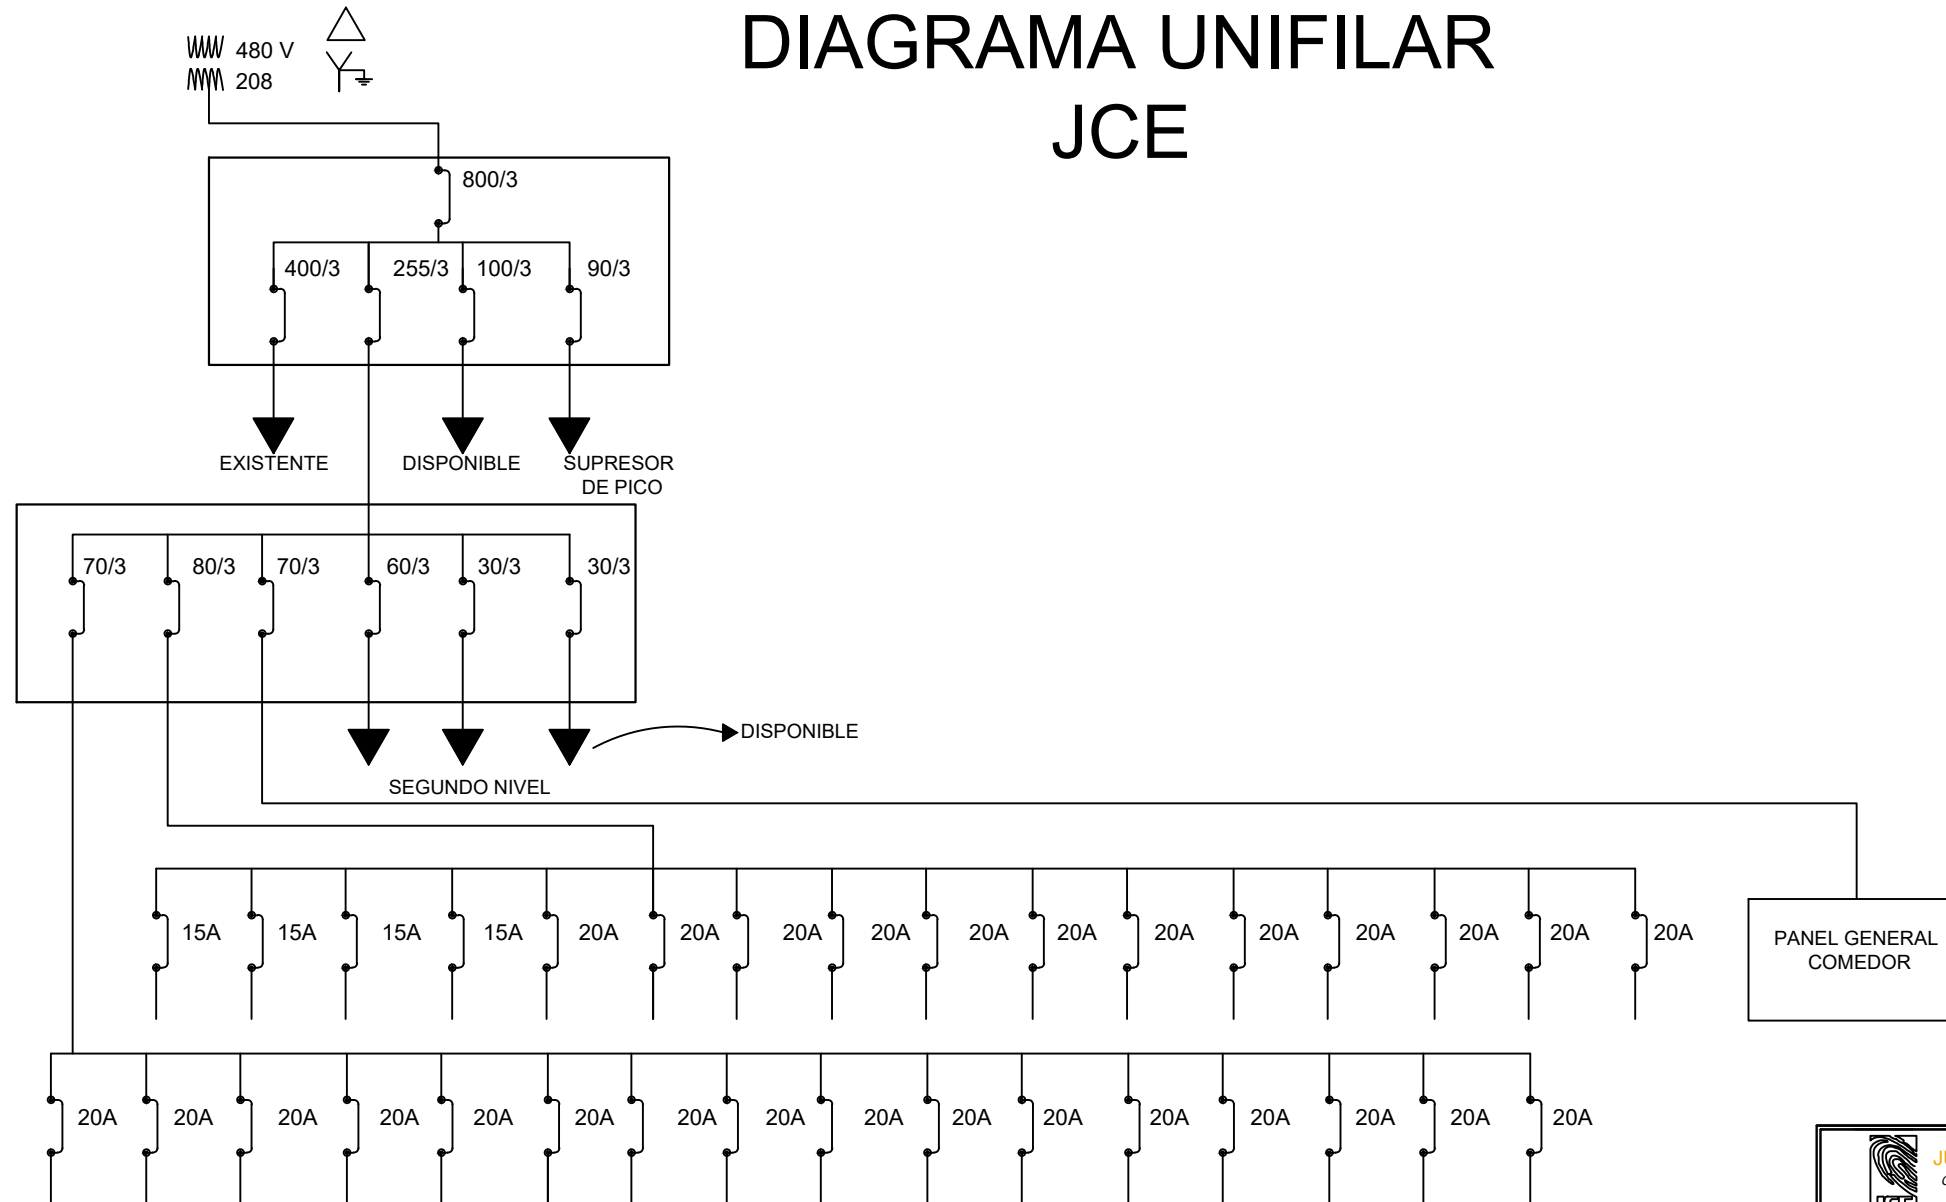 DIAGRAMA UNIFILAR
JCE
480 V
208
800/3
400/3 255/3 100/3 90/3
EXISTENTE DISPONIBLE SUPRESOR
DE PICO
70/3 80/3 70/3 60/3 30/3 30/3
DISPONIBLE
SEGUNDO NIVEL
15A 15A 15A 15A 20A 20A 20A 20A 20A 20A 20A 20A 20A 20A 20A 20A
PANEL GENERAL
COMEDOR
20A 20A 20A 20A 20A 20A 20A 20A 20A 20A 20A 20A 20A 20A 20A 20A